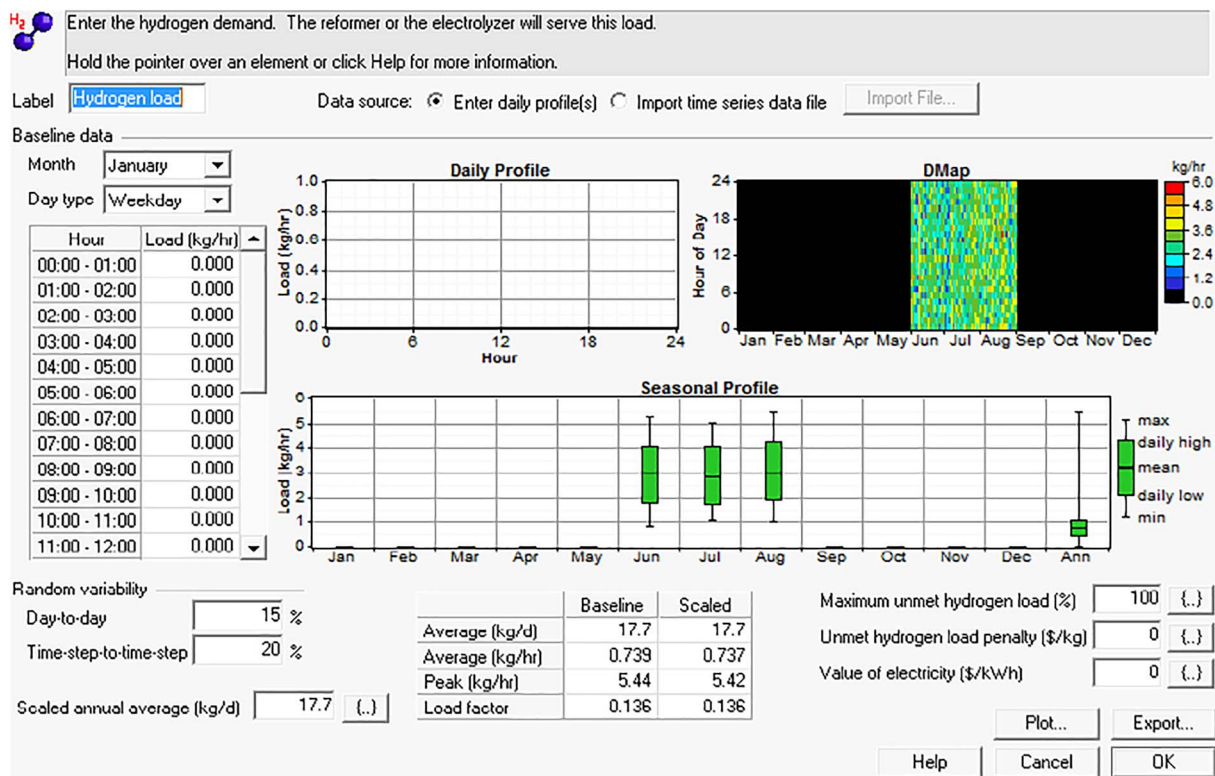 H2
Enter the hydrogen demand. The reformer or the electrolyzer will serve this load.
Hold the pointer over an element or click Help for more information.
Label Hydrogen load Data source: Enter daily profile(s) Import time series data file Import File...
Baseline data
Month January
Day type Weekday
Hour Load (kg/hr)
00:00 - 01:00 0.000
01:00 - 02:00 0.000
02:00 - 03:00 0.000
03:00 - 04:00 0.000
04:00 - 05:00 0.000
05:00 - 06:00 0.000
06:00 - 07:00 0.000
07:00 - 08:00 0.000
08:00 - 09:00 0.000
09:00 - 10:00 0.000
10:00 - 11:00 0.000
11:00 - 12:00 0.000
Daily Profile
Load (kg/hr)
1.0
0.8
0.6
0.4
0.2
0.0
0 6 12 18 24
Hour
DMap
Hour of Day
24
18
12
6
0
Jan Feb Mar Apr May Jun Jul Aug Sep Oct Nov Dec
kg/hr
6.0
4.8
3.6
2.4
1.2
0.0
Seasonal Profile
Load (kg/hr)
6
5
4
3
2
1
0
Jan Feb Mar Apr May Jun Jul Aug Sep Oct Nov Dec Ann
max
daily high
mean
daily low
min
Random variability
Day-to-day 15 %
Time-step-to-time-step 20 %
Scaled annual average (kg/d) 17.7 {..}
Baseline Scaled
Average (kg/d) 17.7 17.7
Average (kg/hr) 0.739 0.737
Peak (kg/hr) 5.44 5.42
Load factor 0.136 0.136
Maximum unmet hydrogen load (%) 100 {..}
Unmet hydrogen load penalty ($/kg) 0 {..}
Value of electricity ($/kWh) 0 {..}
Plot... Export...
Help Cancel OK